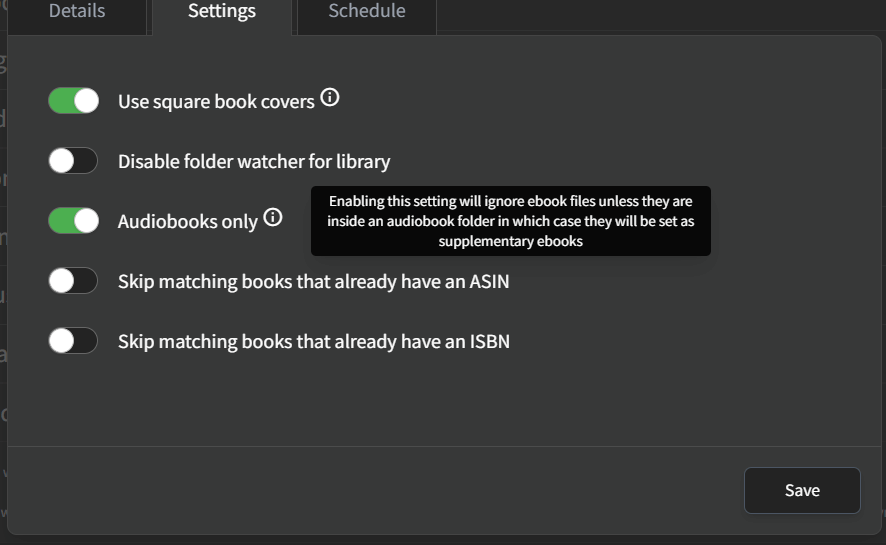 Details
Settings
Schedule
Use square book covers
Disable folder watcher for library
Audiobooks only
Enabling this setting will ignore ebook files unless they are
inside an audiobook folder in which case they will be set as
supplementary ebooks
Skip matching books that already have an ASIN
Skip matching books that already have an ISBN
Save